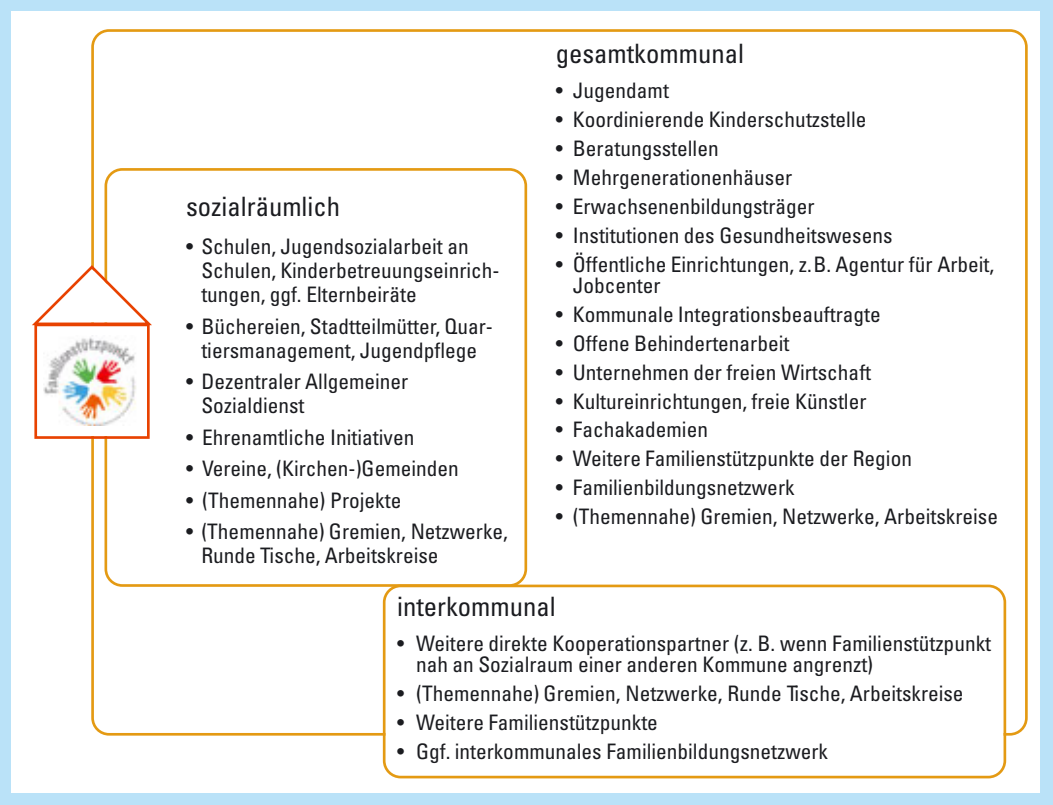 gesamtkommunal
• Jugendamt
• Koordinierende Kinderschutzstelle
• Beratungsstellen
• Mehrgenerationenhäuser
• Erwachsenenbildungsträger
• Institutionen des Gesundheitswesens
• Öffentliche Einrichtungen, z. B. Agentur für Arbeit,
Jobcenter
• Kommunale Integrationsbeauftragte
• Offene Behindertenarbeit
• Unternehmen der freien Wirtschaft
• Kultureinrichtungen, freie Künstler
• Fachakademien
• Weitere Familienstützpunkte der Region
• Familienbildungsnetzwerk
• (Themennahe) Gremien, Netzwerke, Arbeitskreise
sozialräumlich
• Schulen, Jugendsozialarbeit an
Schulen, Kinderbetreuungseinrich-
tungen, ggf. Elternbeiräte
• Büchereien, Stadtteilmütter, Quar-
tiersmanagement, Jugendpflege
• Dezentraler Allgemeiner
Sozialdienst
• Ehrenamtliche Initiativen
• Vereine, (Kirchen-)Gemeinden
• (Themennahe) Projekte
• (Themennahe) Gremien, Netzwerke,
Runde Tische, Arbeitskreise
Familienstützpunkt
interkommunal
• Weitere direkte Kooperationspartner (z. B. wenn Familienstützpunkt
nah an Sozialraum einer anderen Kommune angrenzt)
• (Themennahe) Gremien, Netzwerke, Runde Tische, Arbeitskreise
• Weitere Familienstützpunkte
• Ggf. interkommunales Familienbildungsnetzwerk